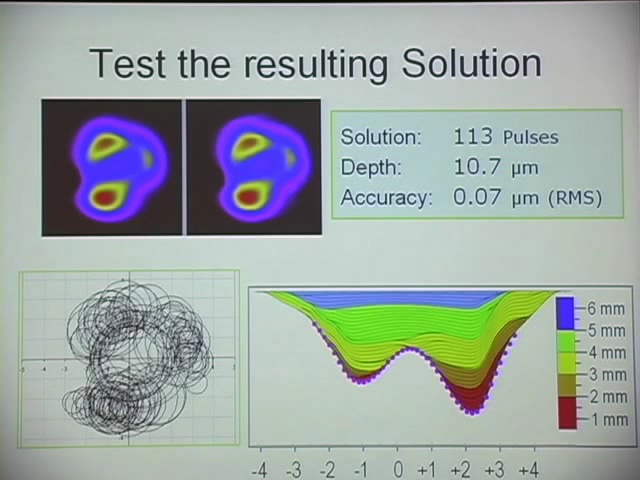 Test the resulting Solution
Solution: 113 Pulses
Depth: 10.7 µm
Accuracy: 0.07 µm (RMS)
6 mm
5 mm
4 mm
3 mm
2 mm
1 mm
-4 -3 -2 -1 0 +1 +2 +3 +4